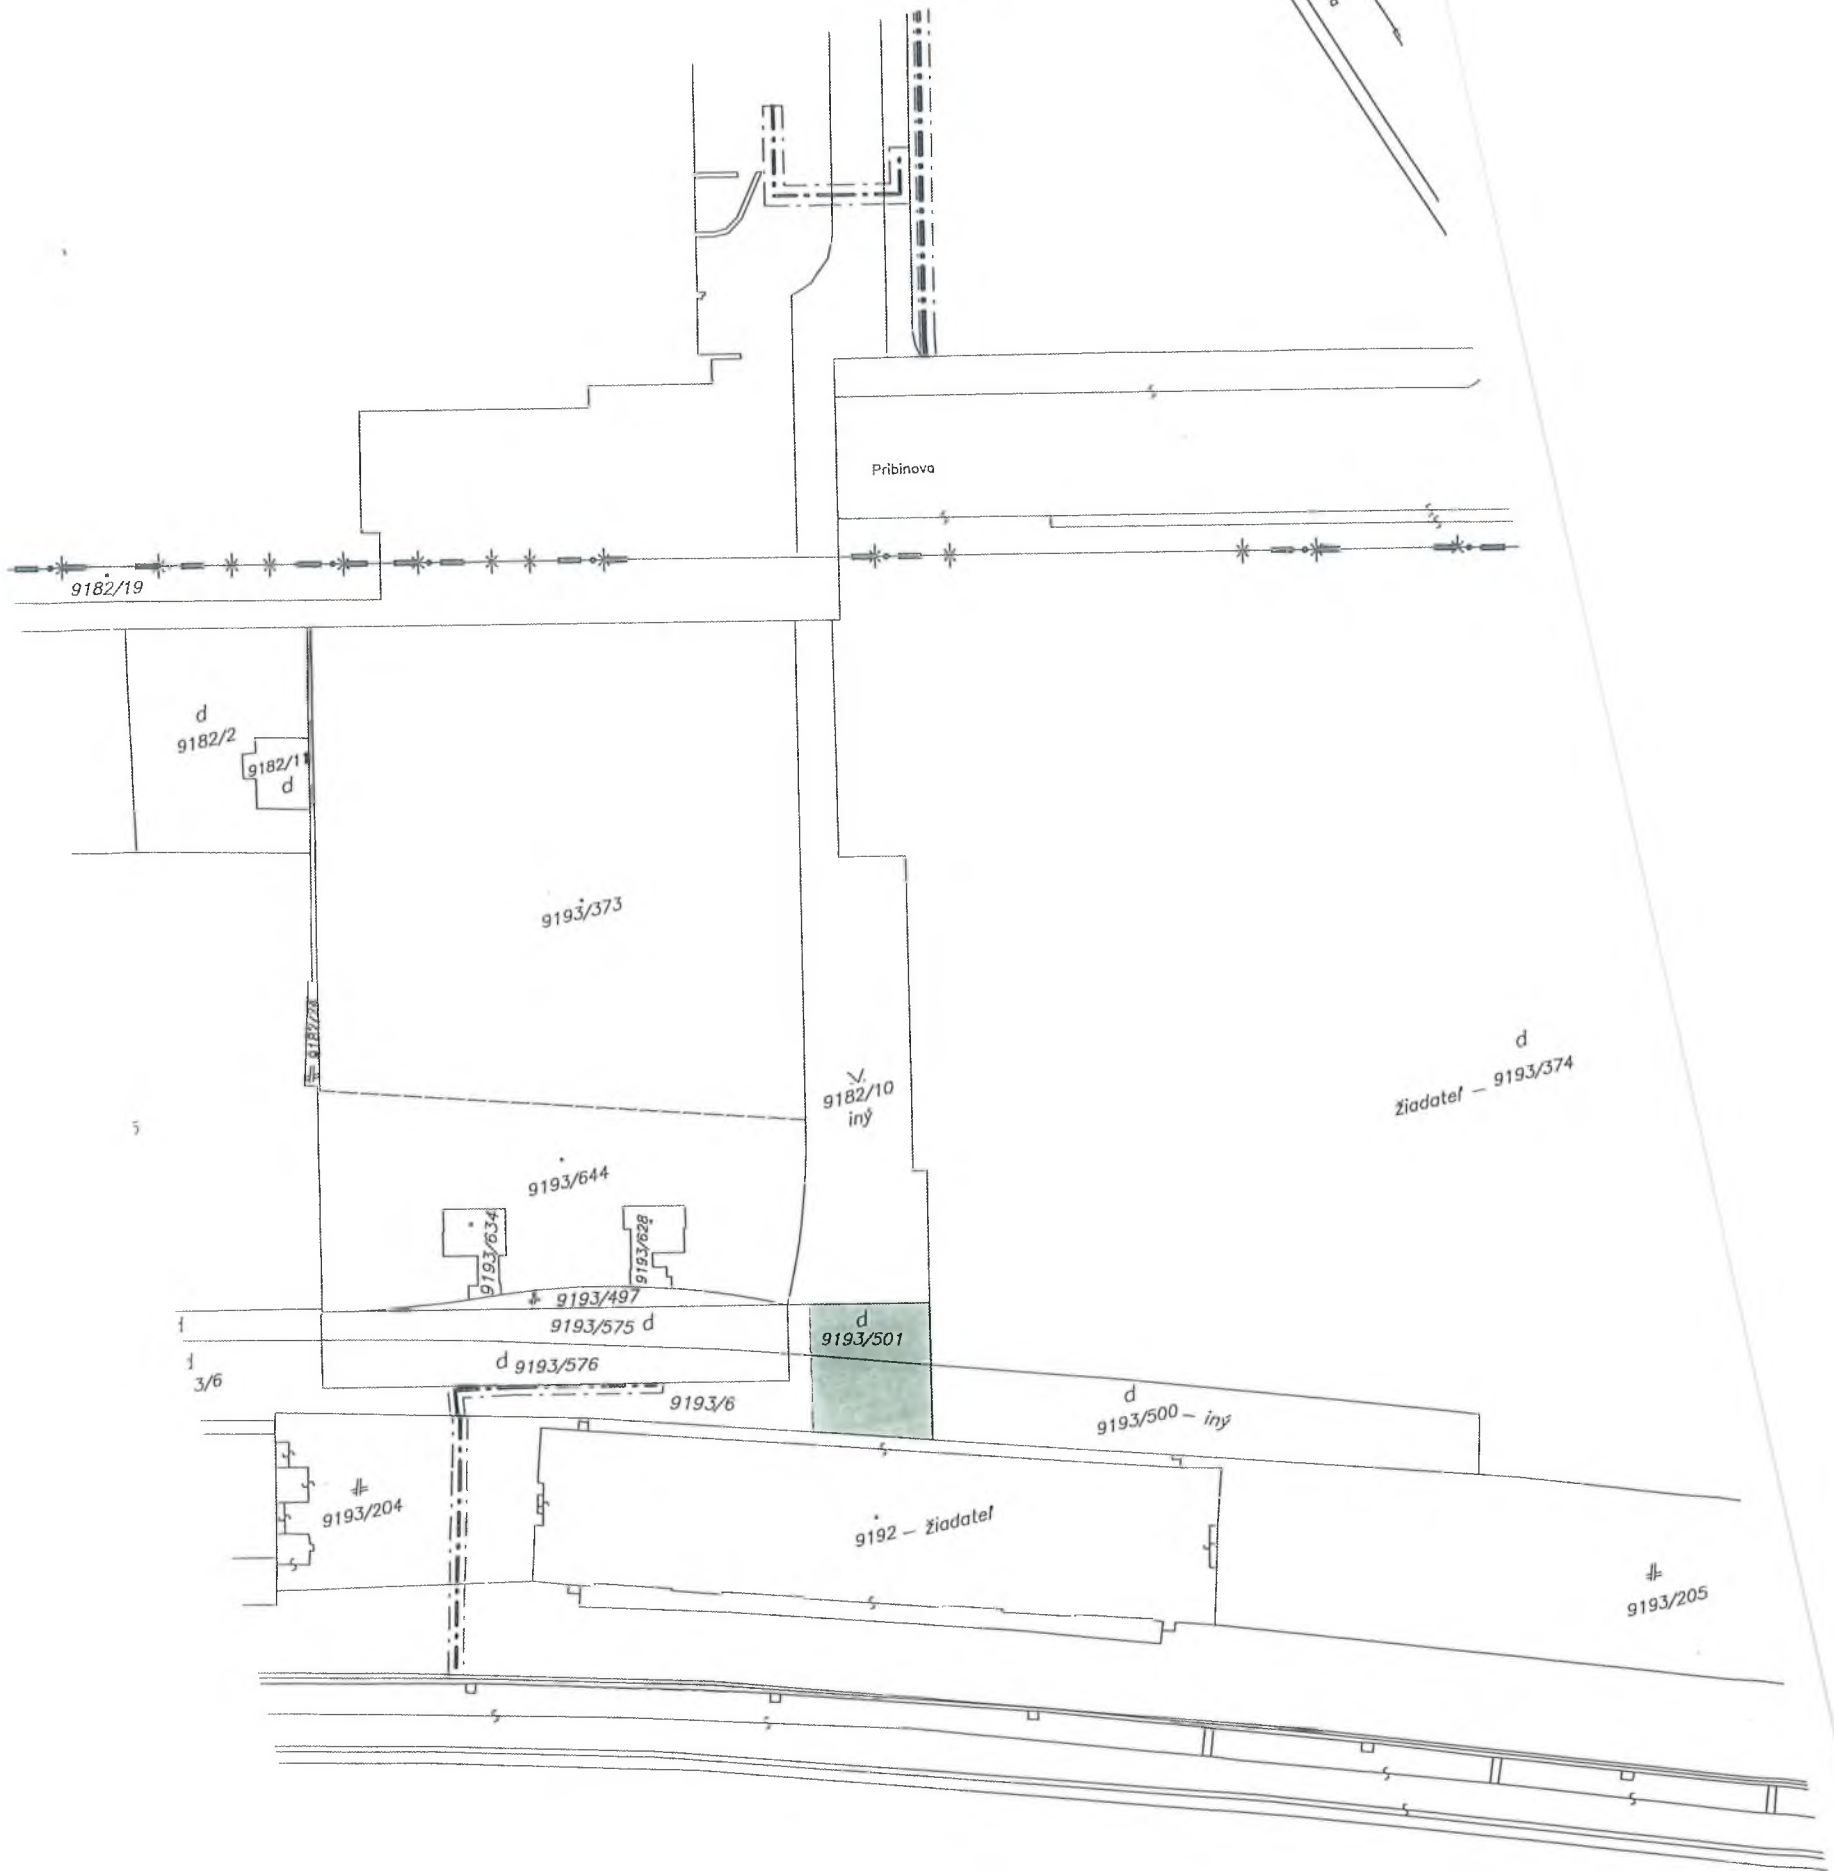 Pribinova
9182/19
d
9182/2
9182/11
d
9193/373
d
žiadateľ – 9193/374
9182/10
iný
9193/644
9193/634
9193/628
9193/497
9193/575 d
d
9193/501
d 9193/576
3/6
9193/6
d
9193/500 – iný
9193/204
9192 – žiadateľ
9193/205